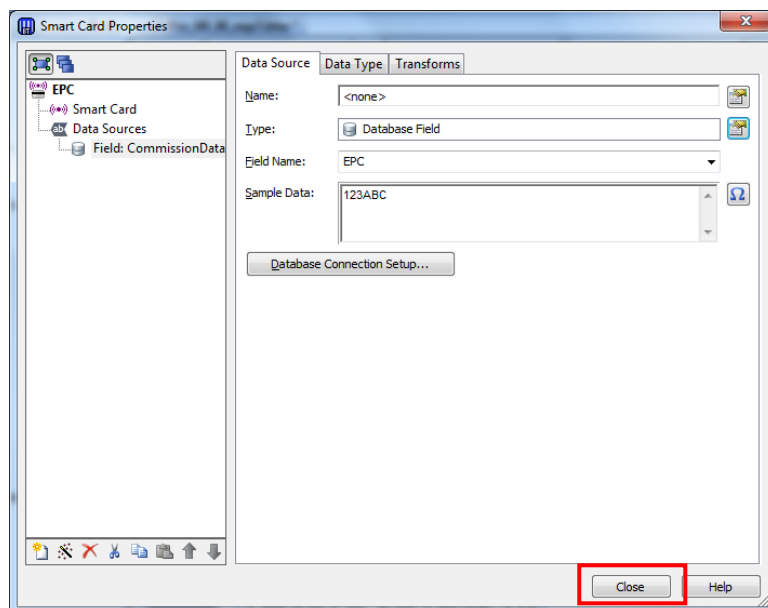 Smart Card Properties
EPC
Smart Card
Data Sources
Field: CommissionData
Data Source Data Type Transforms
Name: <none>
Type: Database Field
Field Name: EPC
Sample Data: 123ABC
Ω
Database Connection Setup...
Close Help